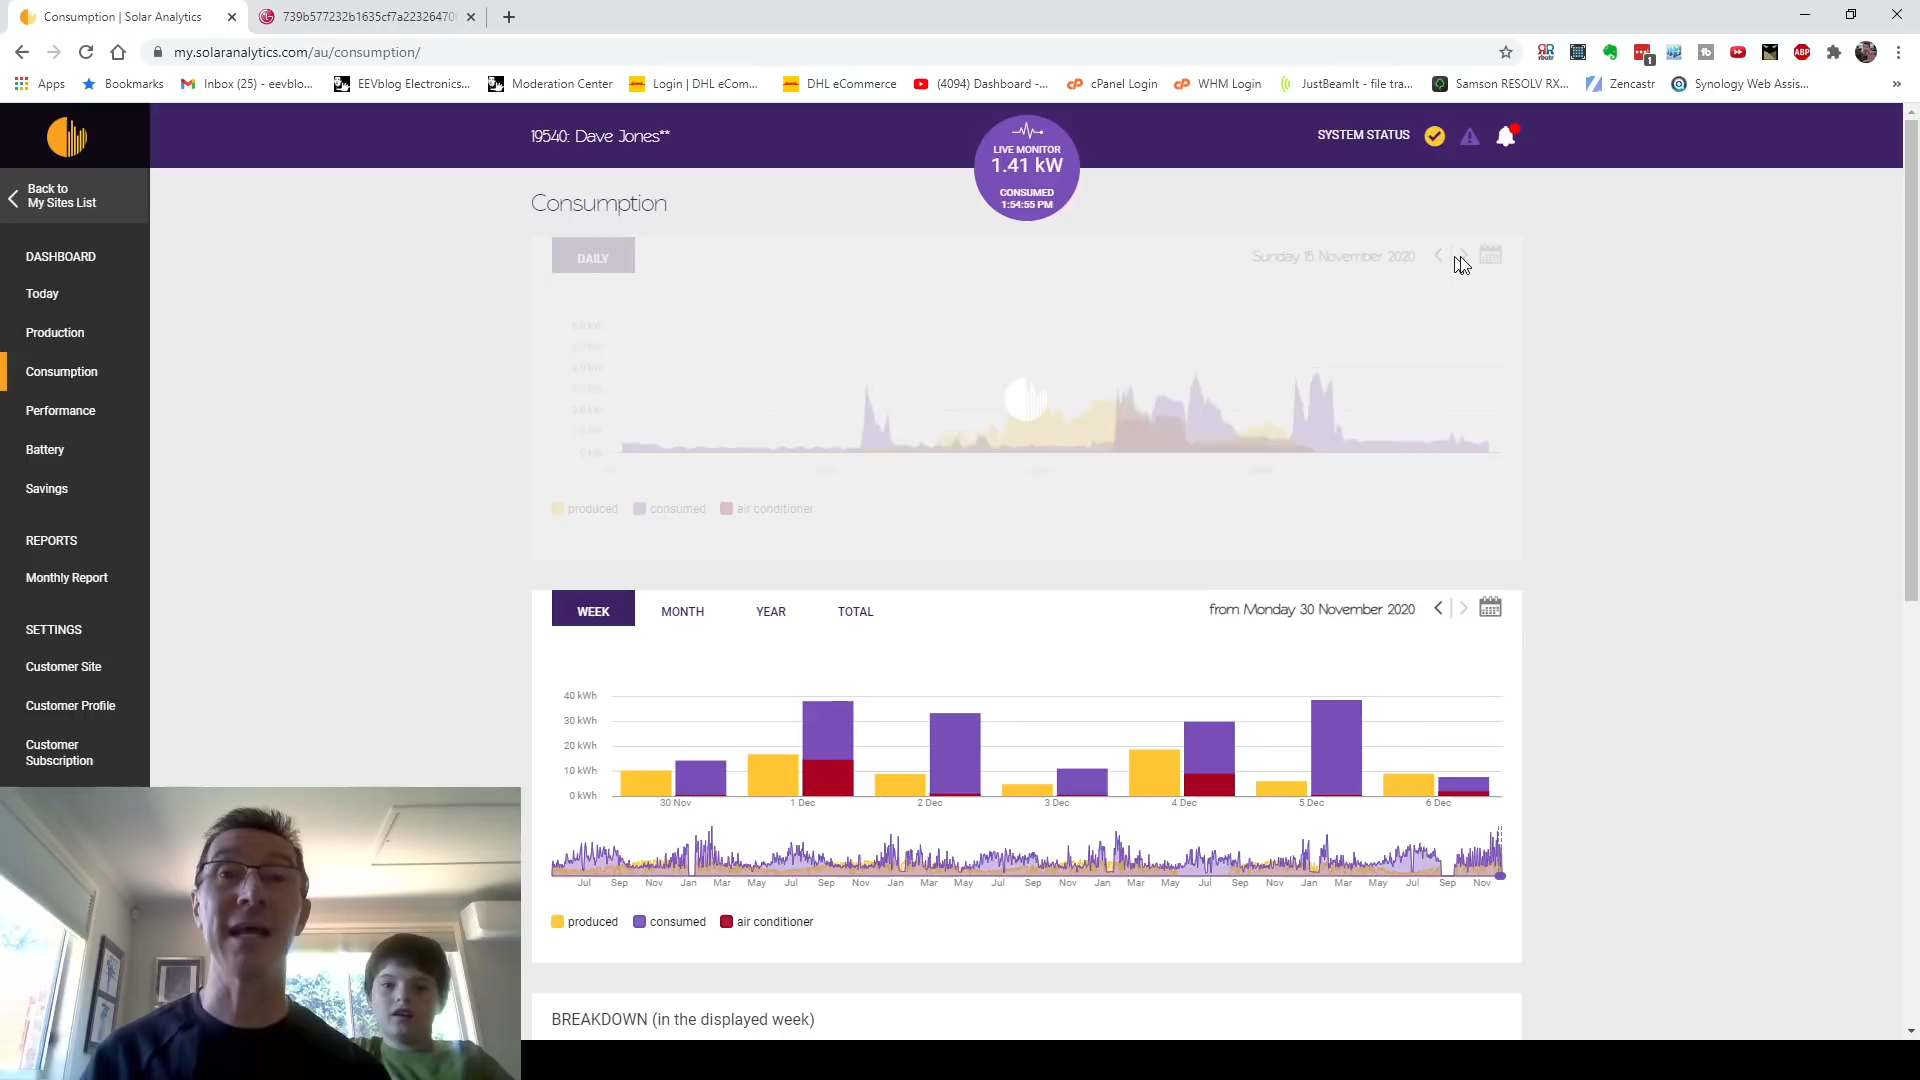 Consumption | Solar Analytics
739b577232b1635cf7a22326470
my.solaranalytics.com/au/consumption/
Apps
Bookmarks
Inbox (25) - eevblo...
EEVblog Electronics...
Moderation Center
Login | DHL eCom...
DHL eCommerce
(4094) Dashboard -...
cPanel Login
WHM Login
JustBeamIt - file tra...
Samson RESOLV RX...
Zencastr
Synology Web Assis...
»
19540: Dave Jones**
LIVE MONITOR
1.41 kW
CONSUMED
1:54:55 PM
SYSTEM STATUS
Back to
My Sites List
DASHBOARD
Today
Production
Consumption
Performance
Battery
Savings
REPORTS
Monthly Report
SETTINGS
Customer Site
Customer Profile
Customer
Subscription
Consumption
DAILY
Sunday 15 November 2020
produced
consumed
air conditioner
WEEK
MONTH
YEAR
TOTAL
from Monday 30 November 2020
40 kWh
30 kWh
20 kWh
10 kWh
0 kWh
30 Nov
1 Dec
2 Dec
3 Dec
4 Dec
5 Dec
6 Dec
Jul Sep Nov Jan Mar May Jul Sep Nov Jan Mar May Jul Sep Nov Jan Mar May Jul Sep Nov Jan Mar May Jul Sep Nov
produced
consumed
air conditioner
BREAKDOWN (in the displayed week)